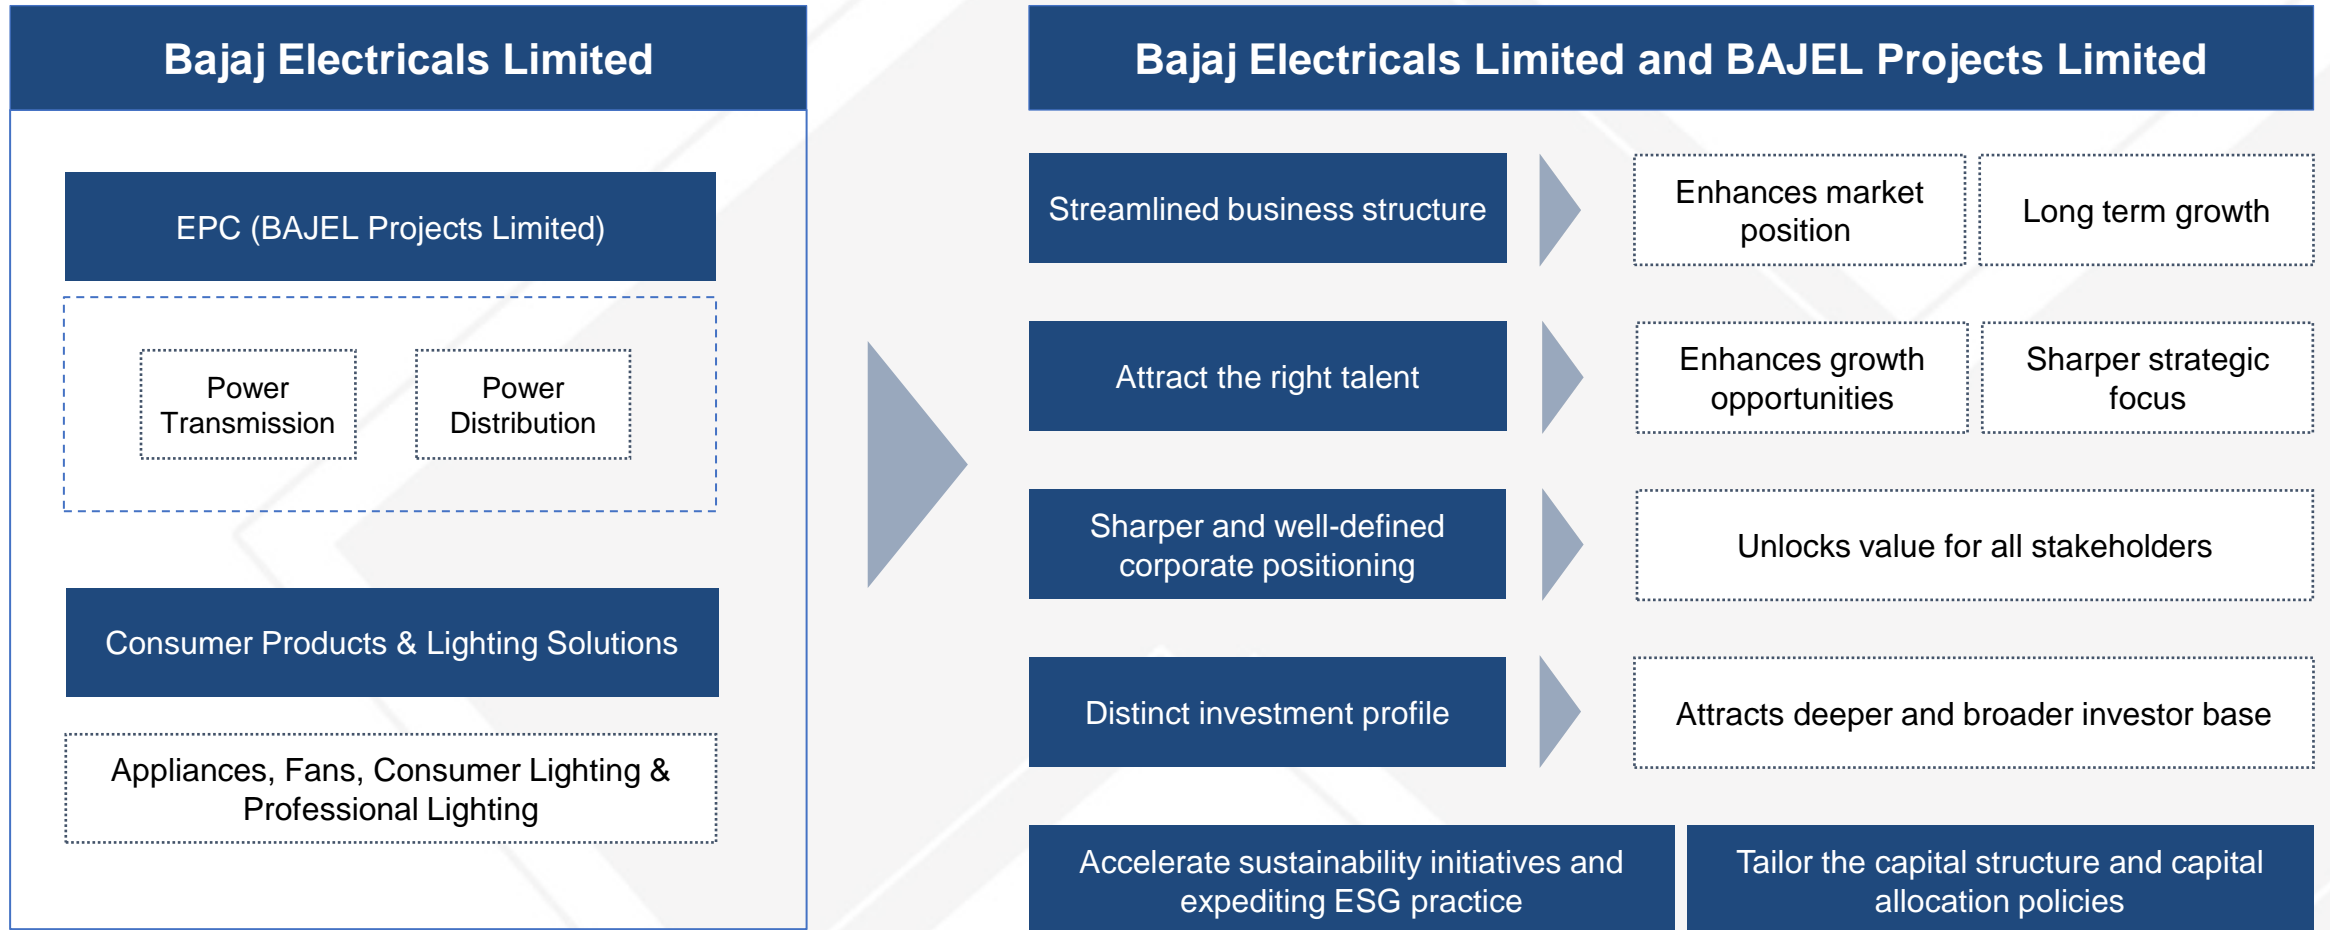 Bajaj Electricals Limited
EPC (BAJEL Projects Limited)
Power
Transmission
Power
Distribution
Consumer Products & Lighting Solutions
Appliances, Fans, Consumer Lighting &
Professional Lighting
Bajaj Electricals Limited and BAJEL Projects Limited
Streamlined business structure
Enhances market
position
Long term growth
Attract the right talent
Enhances growth
opportunities
Sharper strategic
focus
Sharper and well-defined
corporate positioning
Unlocks value for all stakeholders
Distinct investment profile
Attracts deeper and broader investor base
Accelerate sustainability initiatives and
expediting ESG practice
Tailor the capital structure and capital
allocation policies